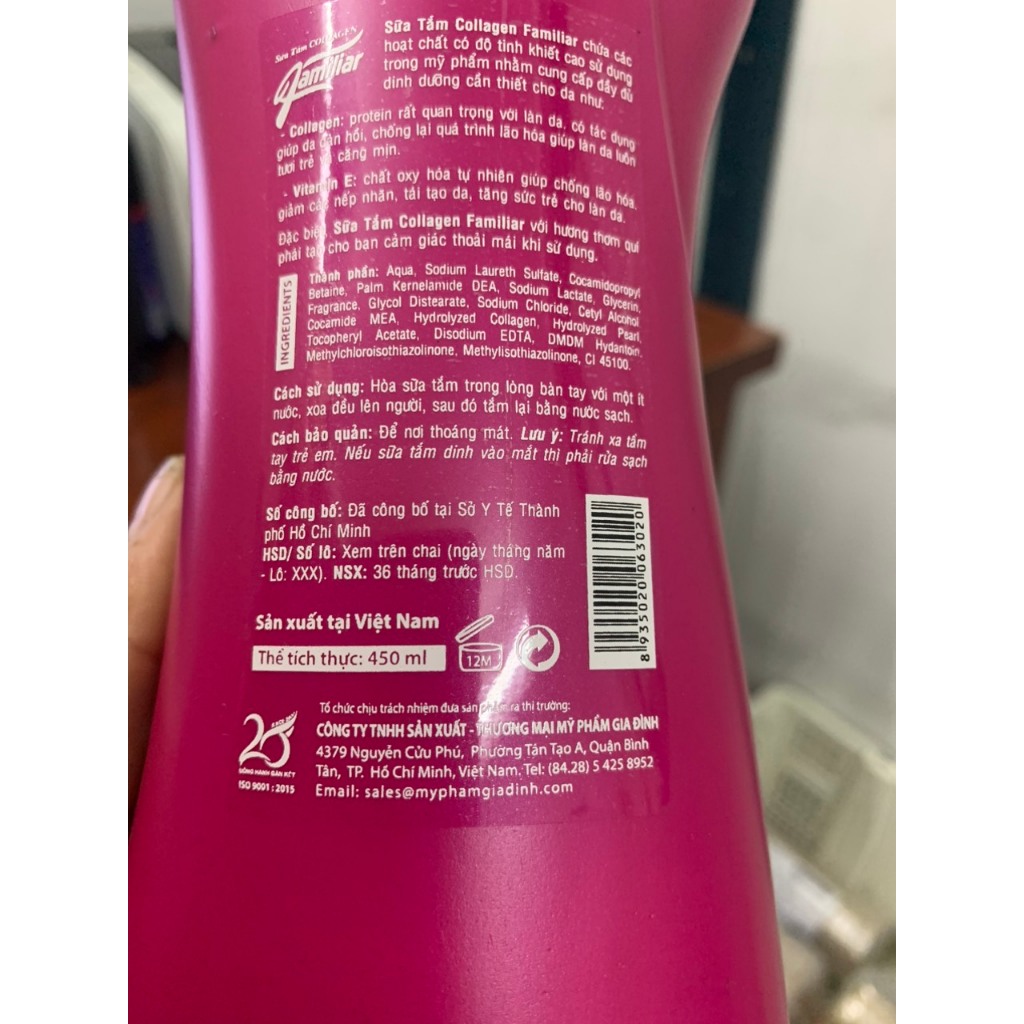 Sữa Tắm COLLAGEN
Familiar
Sữa Tắm Collagen Familiar chứa các
hoạt chất có độ tinh khiết cao sử dụng
trong mỹ phẩm nhằm cung cấp đầy đủ
dinh dưỡng cần thiết cho da như:
- Collagen: protein rất quan trọng với làn da, có tác dụng
giúp da đàn hồi, chống lại quá trình lão hóa giúp làn da luôn
tươi trẻ và căng mịn.
- Vitamin E: chất oxy hóa tự nhiên giúp chống lão hóa,
giảm các nếp nhăn, tái tạo da, tăng sức trẻ cho làn da.
Đặc biệt, Sữa Tắm Collagen Familiar với hương thơm quí
phái tạo cho bạn cảm giác thoải mái khi sử dụng.
INGREDIENTS
Thành phần: Aqua, Sodium Laureth Sulfate, Cocamidopropyl
Betaine, Palm Kernelamide DEA, Sodium Lactate, Glycerin,
Fragrance, Glycol Distearate, Sodium Chloride, Cetyl Alcohol
Cocamide MEA, Hydrolyzed Collagen, Hydrolyzed Pearl,
Tocopheryl Acetate, Disodium EDTA, DMDM Hydantoin,
Methylchloroisothiazolinone, Methylisothiazolinone, CI 45100.
Cách sử dụng: Hòa sữa tắm trong lòng bàn tay với một ít
nước, xoa đều lên người, sau đó tắm lại bằng nước sạch.
Cách bảo quản: Để nơi thoáng mát. Lưu ý: Tránh xa tầm
tay trẻ em. Nếu sữa tắm dinh vào mắt thì phải rửa sạch
bằng nước.
Số công bố: Đã công bố tại Sở Y Tế Thành
phố Hồ Chí Minh
HSD/ Số lô: Xem trên chai (ngày tháng năm
- Lô: XXX). NSX: 36 tháng trước HSD.
8 935020 063020
Sản xuất tại Việt Nam
Thể tích thực: 450 ml
12M
Tổ chức chịu trách nhiệm đưa sản phẩm ra thị trường:
CÔNG TY TNHH SẢN XUẤT - THƯƠNG MẠI MỸ PHẨM GIA ĐÌNH
4379 Nguyễn Cửu Phú, Phường Tân Tạo A, Quận Bình
Tân, TP. Hồ Chí Minh, Việt Nam. Tel: (84.28) 5 425 8952
Email: sales@myphamgiadinh.com
25
ĐỒNG HÀNH GẮN KẾT
ISO 9001 : 2015